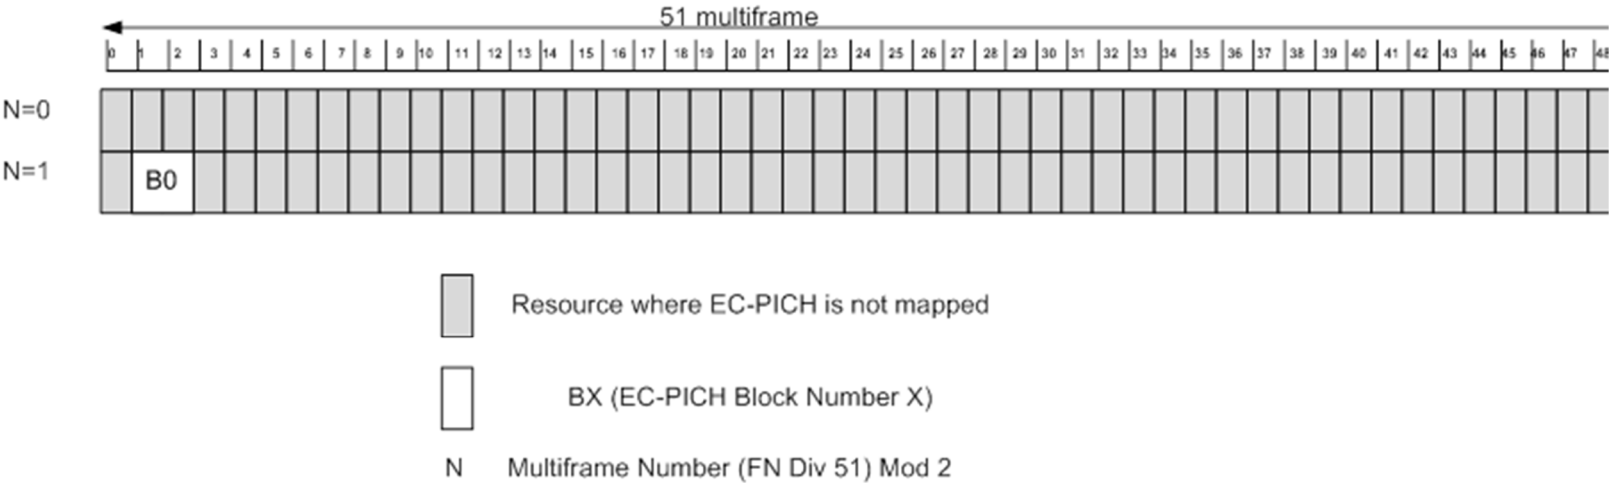 51 multiframe
0 1 2 3 4 5 6 7 8 9 10 11 12 13 14 15 16 17 18 19 20 21 22 23 24 25 26 27 28 29 30 31 32 33 34 35 36 37 38 39 40 41 42 43 44 45 46 47 48
N=0
N=1 B0
Resource where EC-PICH is not mapped
BX (EC-PICH Block Number X)
N Multiframe Number (FN Div 51) Mod 2